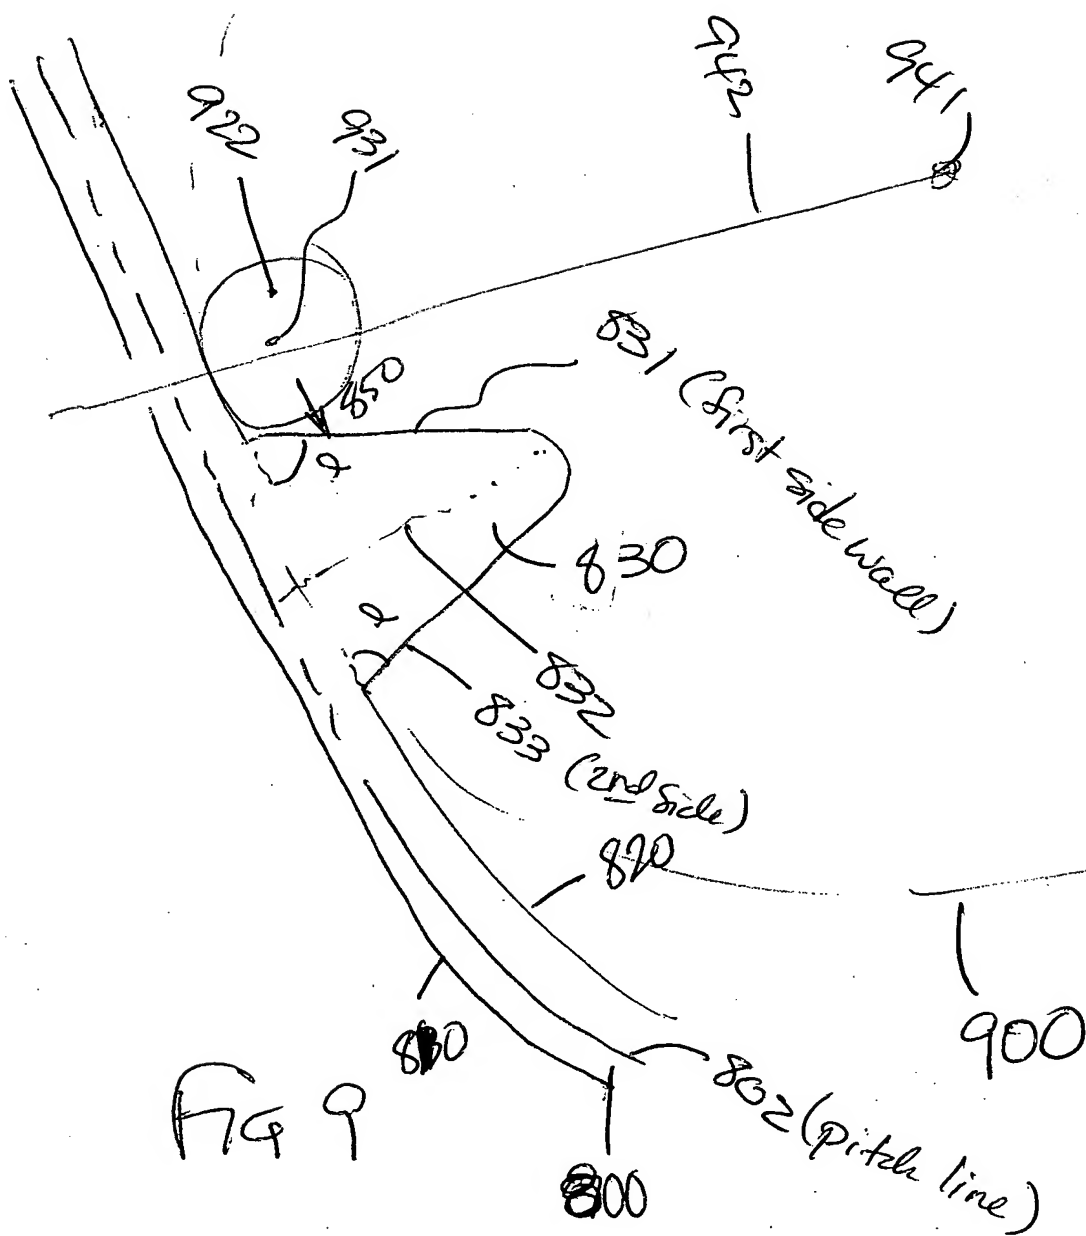 942
941
922
931
831 (first side wall)
850
α
830
α
832
833 (2nd side)
820
900
810
802 (pitch line)
FIG 9
800